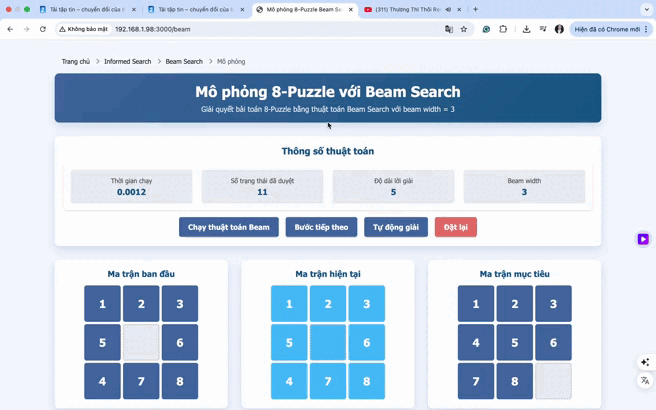 Tài tập tin – chuyển đổi của t
Tài tập tin – chuyển đổi của t
Mô phỏng 8-Puzzle Beam Se
(311) Thương Thì Thôi Re
192.168.1.98:3000/beam
Không bảo mật
Hiện đã có Chrome mới
Trang chủ > Informed Search > Beam Search > Mô phỏng
Mô phỏng 8-Puzzle với Beam Search
Giải quyết bài toán 8-Puzzle bằng thuật toán Beam Search với beam width = 3
Thông số thuật toán
Thời gian chạy
0.0012
Số trạng thái đã duyệt
11
Độ dài lời giải
5
Beam width
3
Chạy thuật toán Beam
Bước tiếp theo
Tự động giải
Đặt lại
Ma trận ban đầu
1 2 3
5 6
4 7 8
Ma trận hiện tại
1 2 3
5 6
4 7 8
Ma trận mục tiêu
1 2 3
4 5 6
7 8